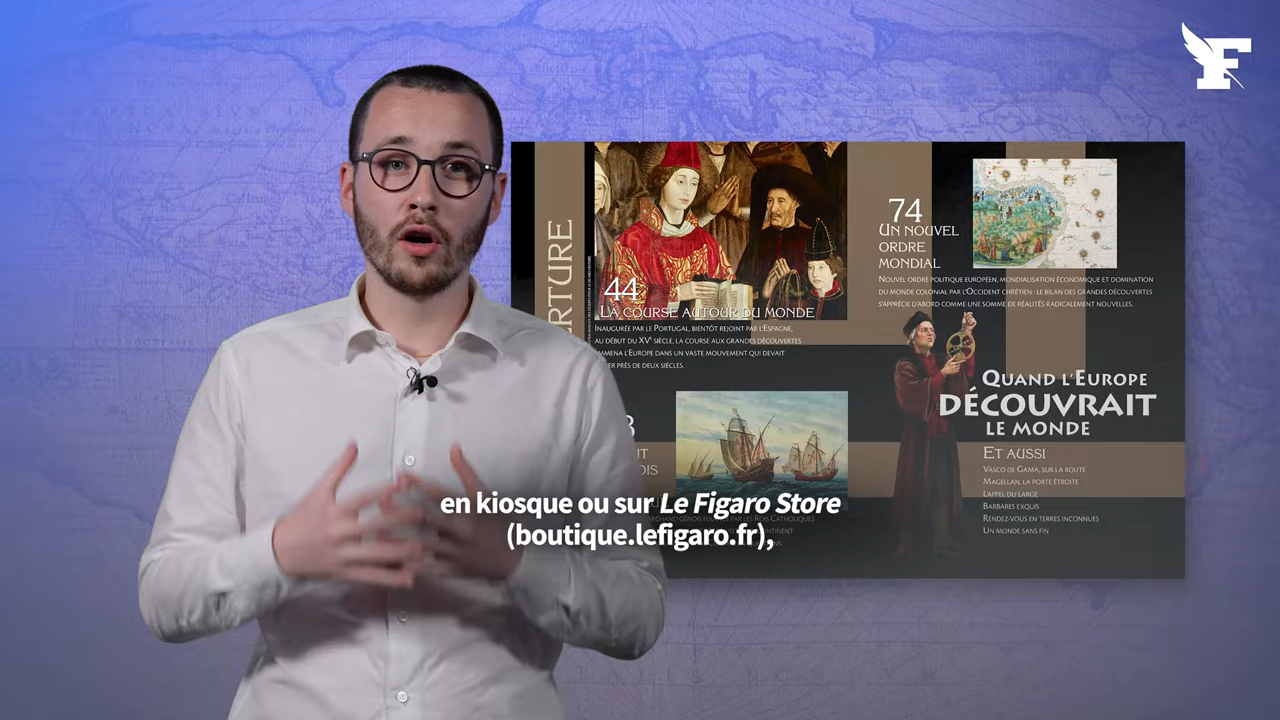 F
ERTURE
44
LA COURSE AUTOUR DU MONDE
INAUGURÉE PAR LE PORTUGAL, BIENTÔT REJOINT PAR L'ESPAGNE,
AU DÉBUT DU XVE SIÈCLE, LA COURSE AUX GRANDES DÉCOUVERTES
MMENA L'EUROPE DANS UN VASTE MOUVEMENT QUI DEVAIT
ER PRÈS DE DEUX SIÈCLES.
74
UN NOUVEL
ORDRE
MONDIAL
NOUVEL ORDRE POLITIQUE EUROPÉEN, MONDIALISATION ÉCONOMIQUE ET DOMINATION
DU MONDE COLONIAL PAR L'OCCIDENT CHRÉTIEN : LE BILAN DES GRANDES DÉCOUVERTES
S'APPRÉCIE D'ABORD COMME UNE SOMME DE RÉALITÉS RADICALEMENT NOUVELLES.
QUAND L'EUROPE
DÉCOUVRAIT
LE MONDE
ET AUSSI
VASCO DE GAMA, SUR LA ROUTE
MAGELLAN, LA PORTE ÉTROITE
L'APPEL DU LARGE
BARBARES EXQUIS
RENDEZ-VOUS EN TERRES INCONNUES
UN MONDE SANS FIN
en kiosque ou sur Le Figaro Store
(boutique.lefigaro.fr),